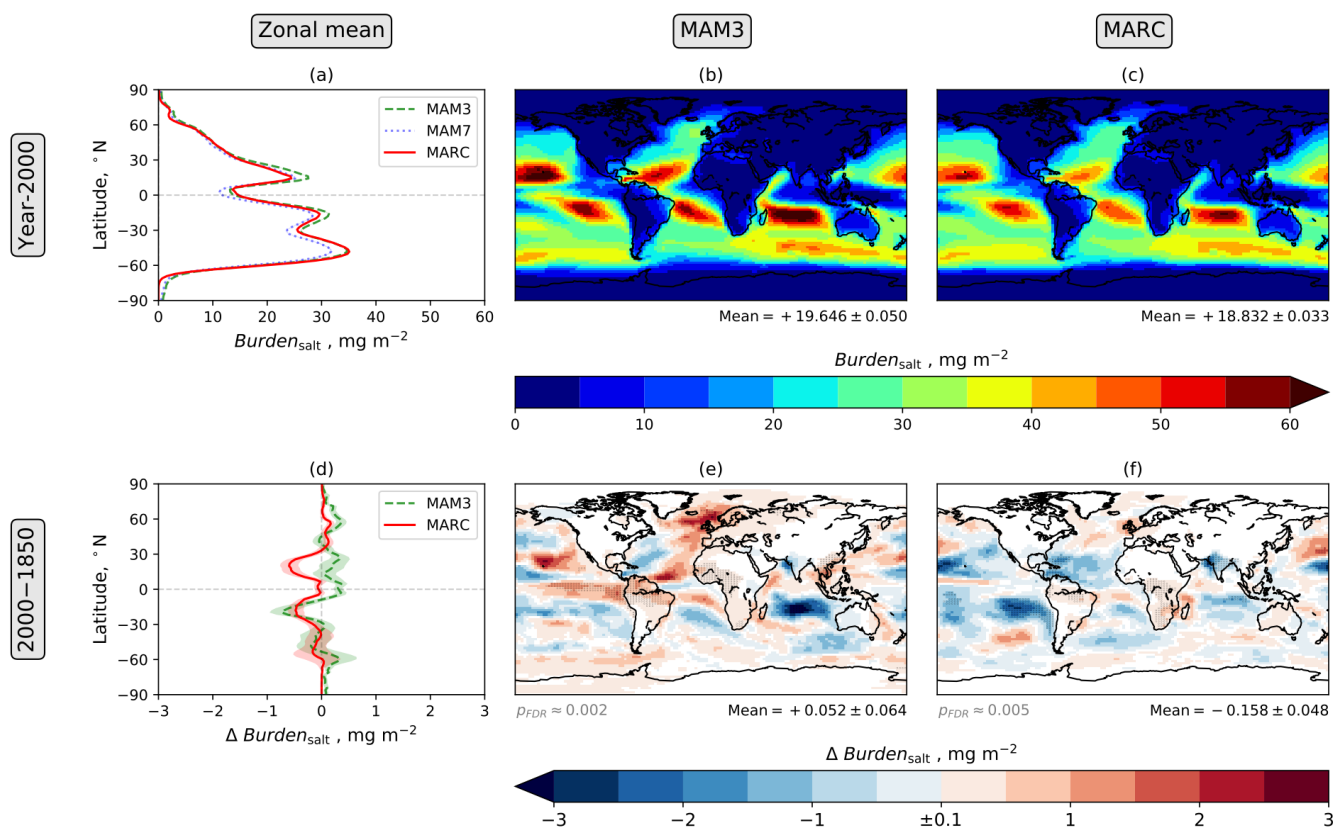 Zonal mean
MAM3
MARC
Year-2000
(a)
90
60
30
0
−30
−60
−90
Latitude, °N
MAM3
MAM7
MARC
0 10 20 30 40 50 60
Burden_salt , mg m⁻²
(b)
Mean = +19.646 ± 0.050
(c)
Mean = +18.832 ± 0.033
Burden_salt , mg m⁻²
0 10 20 30 40 50 60
2000−1850
(d)
90
60
30
0
−30
−60
−90
Latitude, °N
MAM3
MARC
−3 −2 −1 0 1 2 3
Δ Burden_salt , mg m⁻²
(e)
p_FDR ≈ 0.002
Mean = +0.052 ± 0.064
(f)
p_FDR ≈ 0.005
Mean = −0.158 ± 0.048
Δ Burden_salt , mg m⁻²
−3 −2 −1 ±0.1 1 2 3